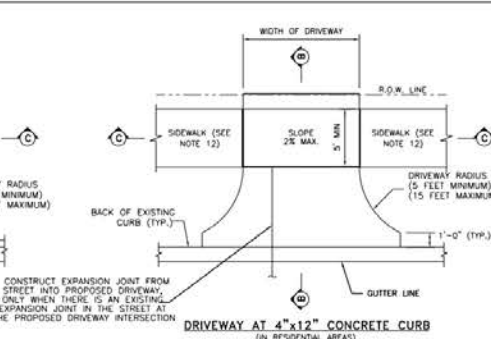 WIDTH OF DRIVEWAY
B
R.O.W. LINE
C
C
SIDEWALK (SEE
NOTE 12)
SLOPE
2% MAX.
5' MIN
SIDEWALK (SEE
NOTE 12)
C
Y RADIUS
MINIMUM)
MAXIMUM)
DRIVEWAY RADIUS
(5 FEET MINIMUM)
(15 FEET MAXIMUM)
BACK OF EXISTING
CURB (TYP.)
1'-0" (TYP.)
CONSTRUCT EXPANSION JOINT FROM
STREET INTO PROPOSED DRIVEWAY,
ONLY WHEN THERE IS AN EXISTING
EXPANSION JOINT IN THE STREET AT
HE PROPOSED DRIVEWAY INTERSECTION
B
GUTTER LINE
DRIVEWAY AT 4"x12" CONCRETE CURB
(IN RESIDENTIAL AREAS)